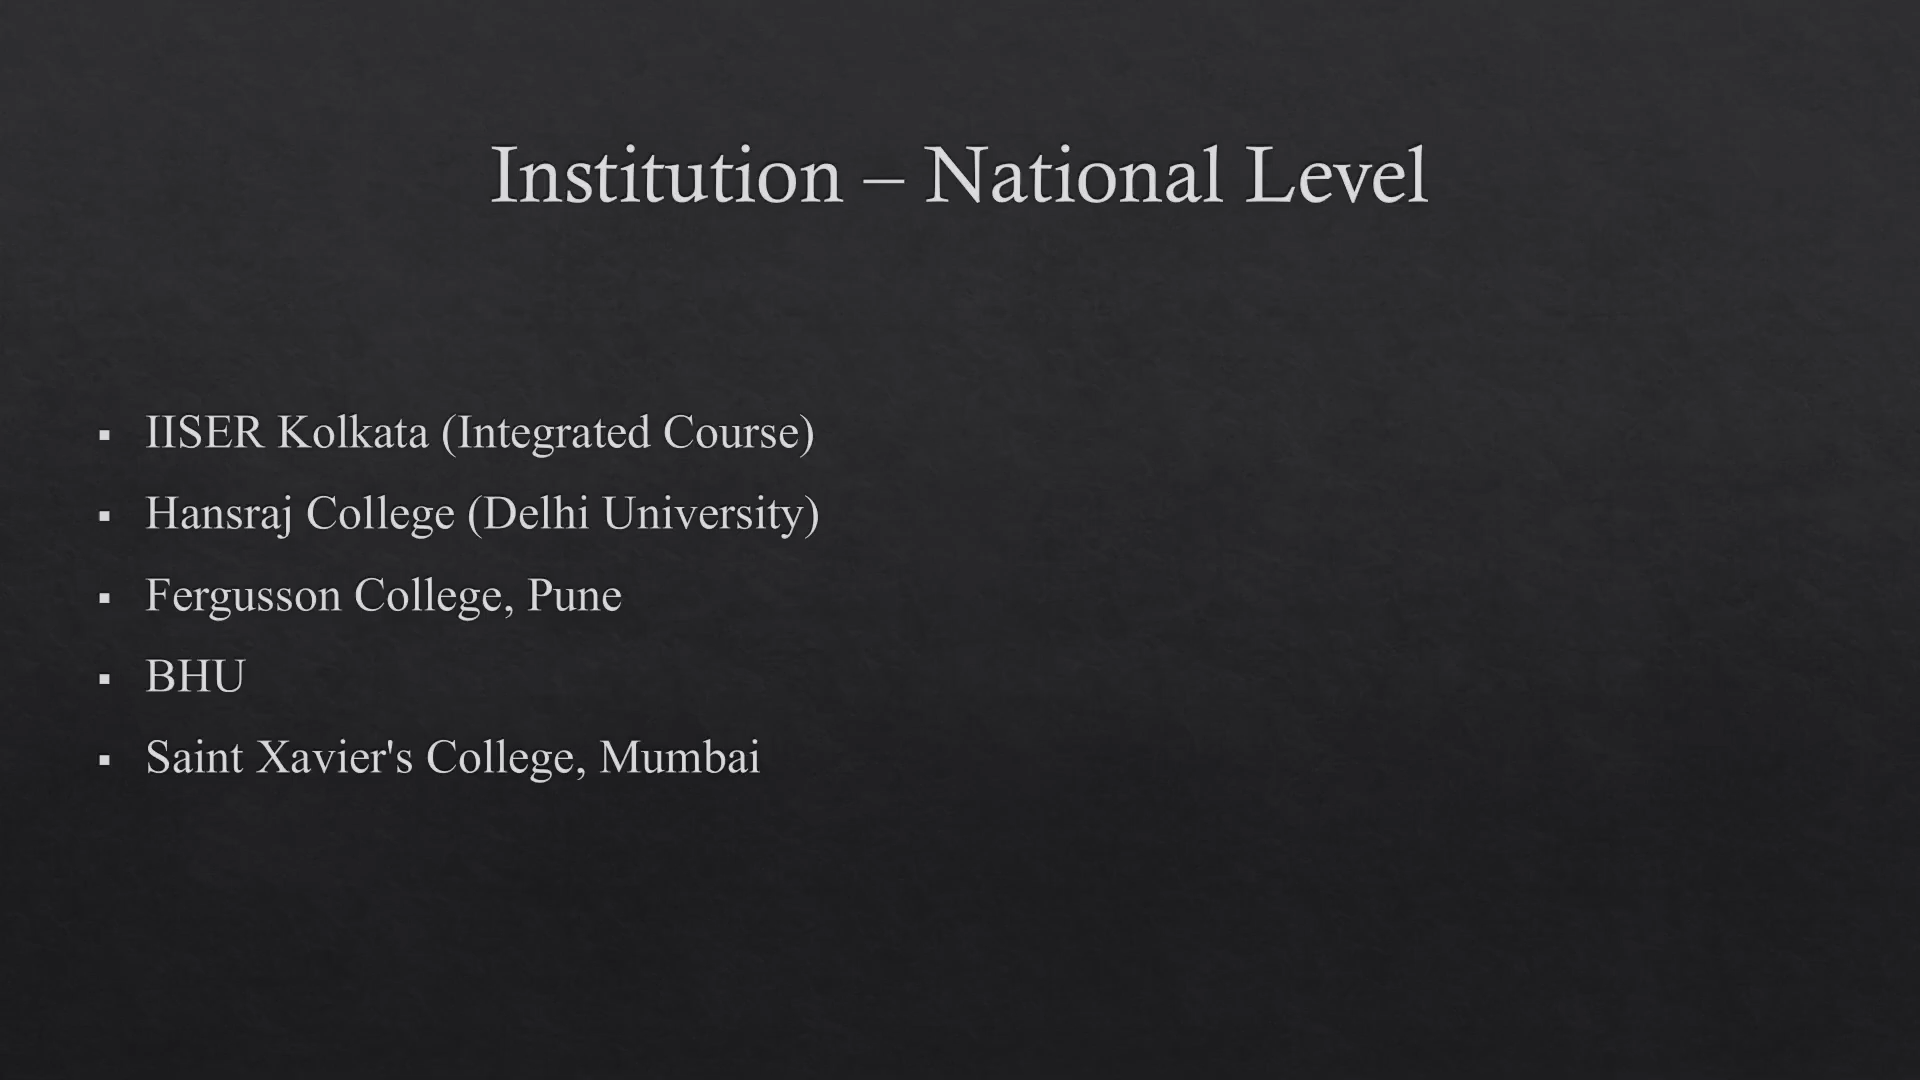 Institution – National Level
▪ IISER Kolkata (Integrated Course)
▪ Hansraj College (Delhi University)
▪ Fergusson College, Pune
▪ BHU
▪ Saint Xavier's College, Mumbai